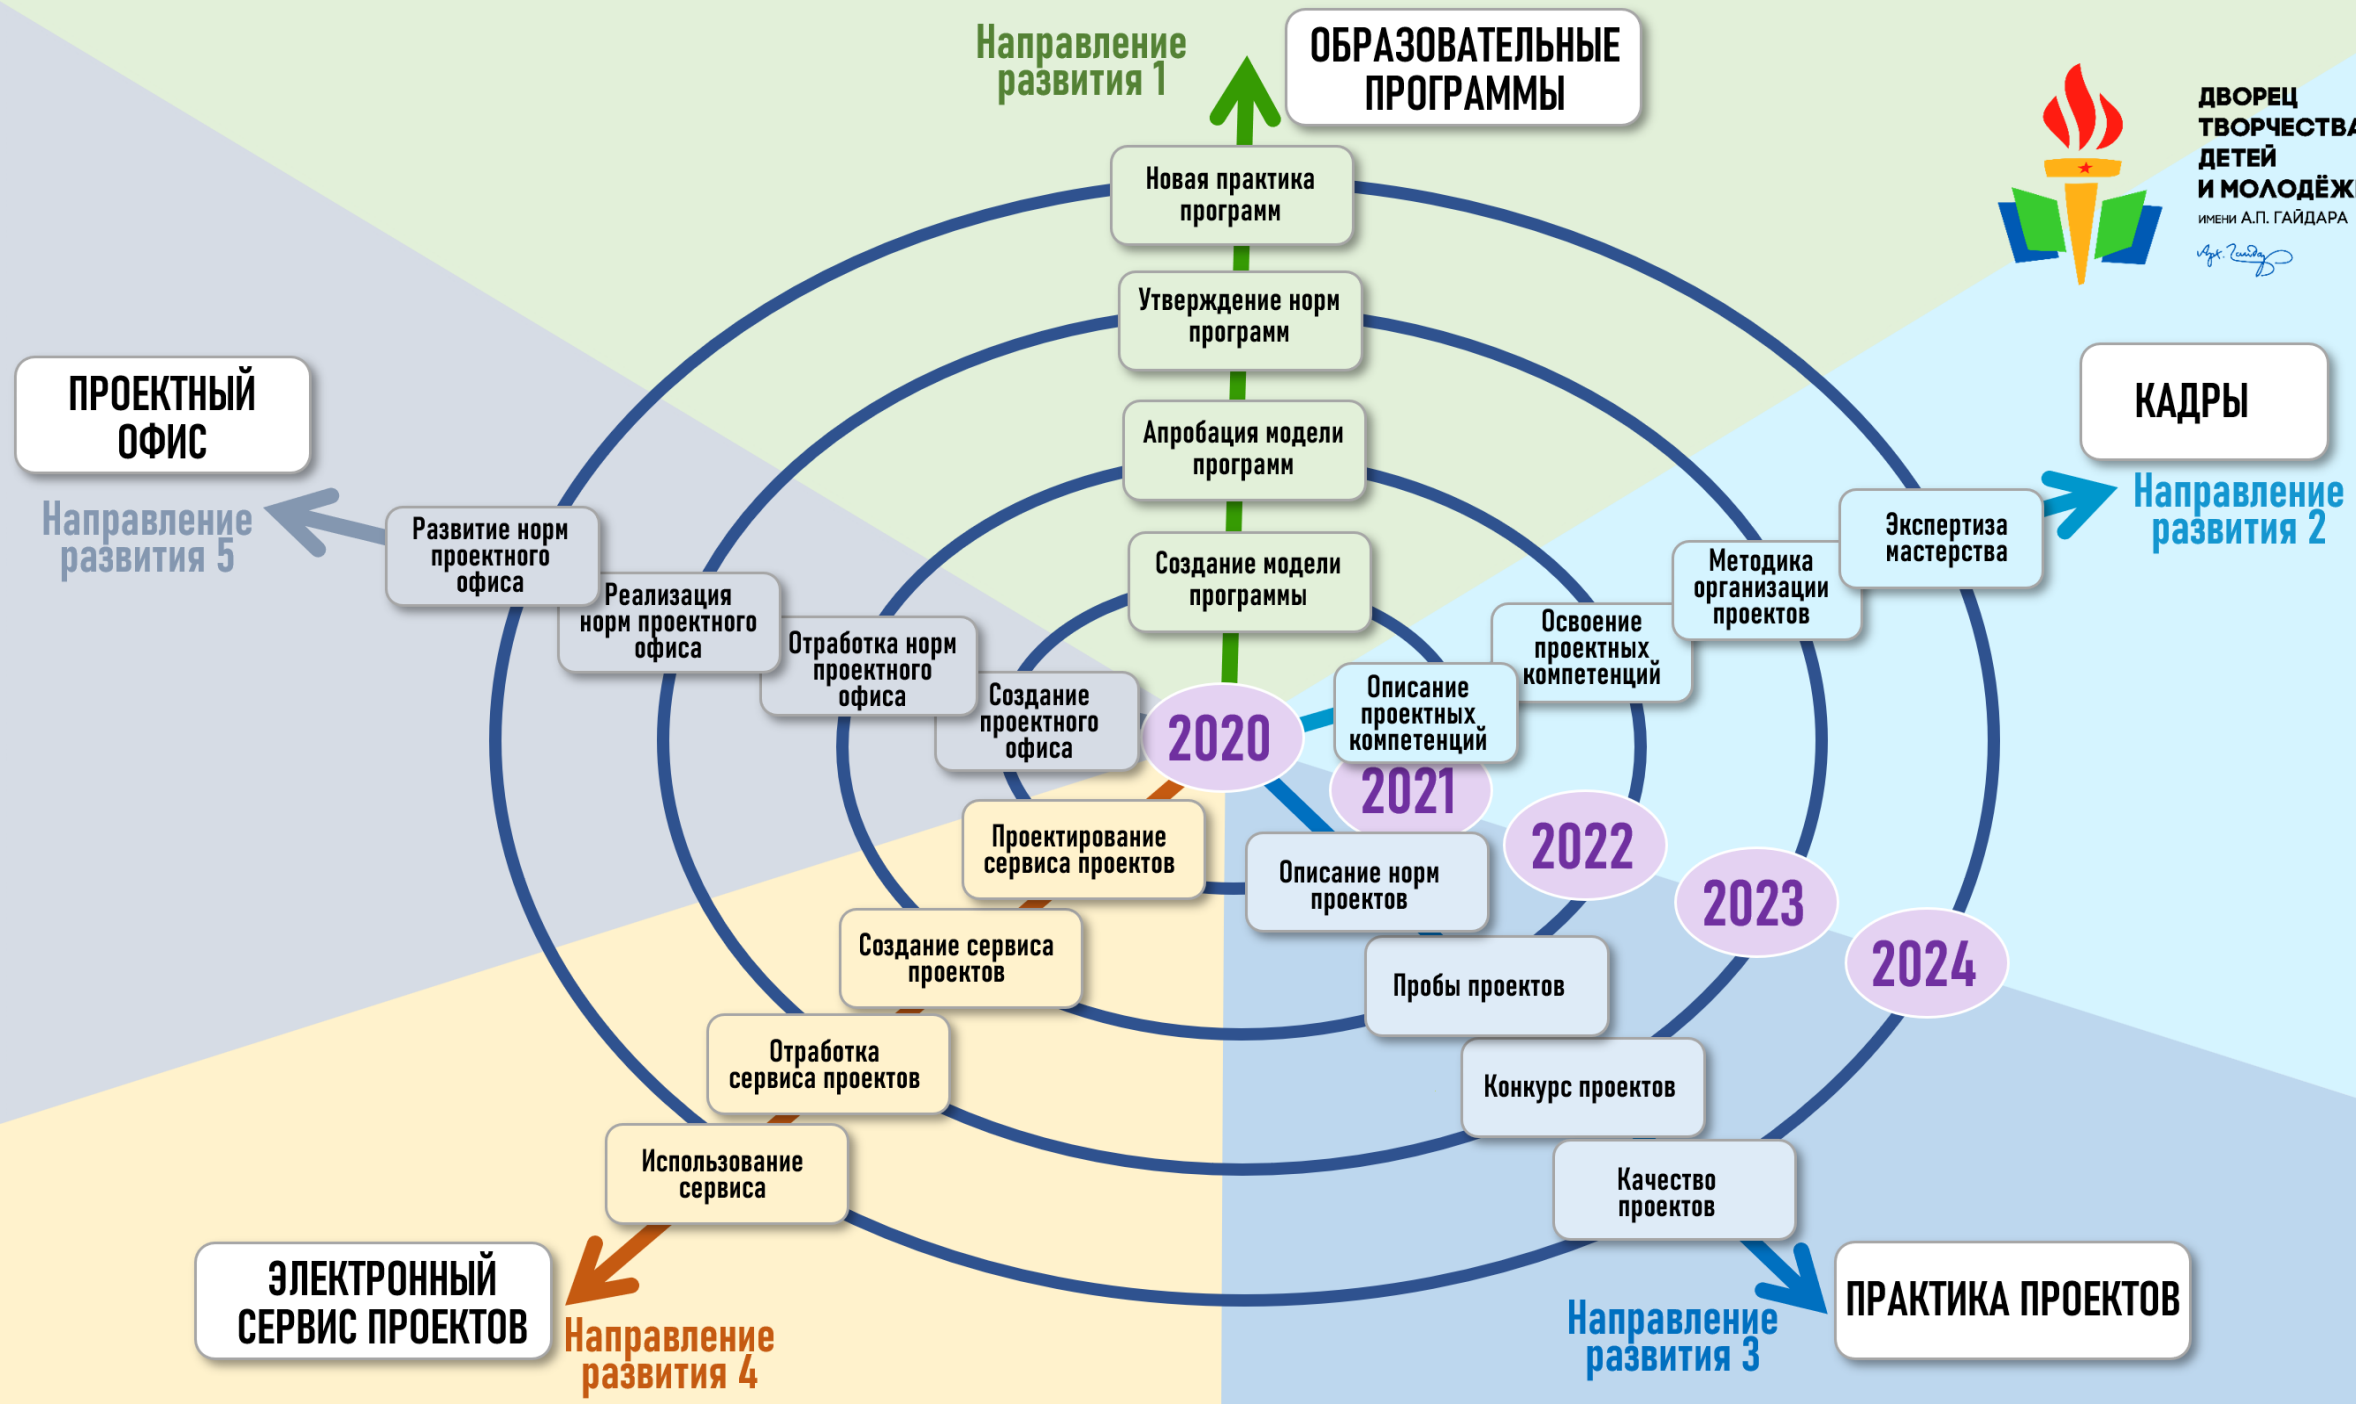 Направление
развития 1
ОБРАЗОВАТЕЛЬНЫЕ
ПРОГРАММЫ
ДВОРЕЦ
ТВОРЧЕСТВА
ДЕТЕЙ
И МОЛОДЁЖ
ИМЕНИ А.П. ГАЙДАРА
Арк. Гайдар
Новая практика
программ
Утверждение норм
программ
Апробация модели
программ
Создание модели
программы
КАДРЫ
Направление
развития 2
Экспертиза
мастерства
Методика
организации
проектов
Освоение
проектных
компетенций
Описание
проектных
компетенций
ПРОЕКТНЫЙ
ОФИС
Направление
развития 5
Развитие норм
проектного
офиса
Реализация
норм проектного
офиса
Отработка норм
проектного
офиса
Создание
проектного
офиса
2020
2021
2022
2023
2024
Проектирование
сервиса проектов
Создание сервиса
проектов
Отработка
сервиса проектов
Использование
сервиса
ЭЛЕКТРОННЫЙ
СЕРВИС ПРОЕКТОВ
Направление
развития 4
Описание норм
проектов
Пробы проектов
Конкурс проектов
Качество
проектов
Направление
развития 3
ПРАКТИКА ПРОЕКТОВ